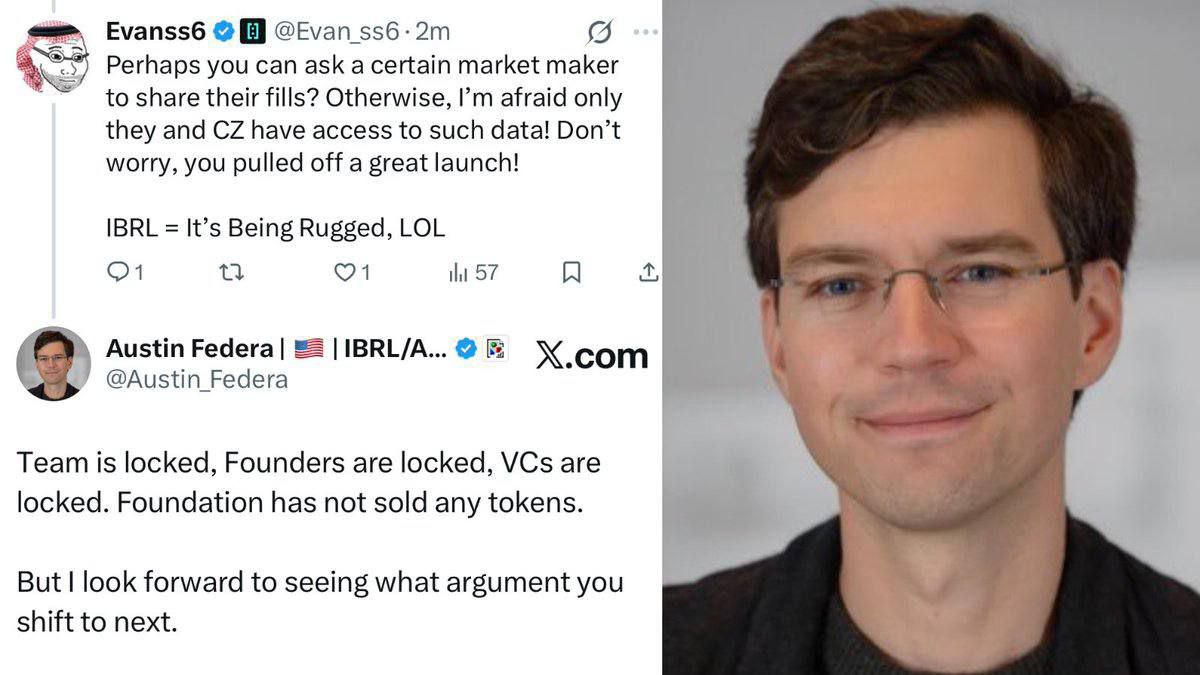 Evanss6 @Evan_ss6 · 2m
Perhaps you can ask a certain market maker
to share their fills? Otherwise, I’m afraid only
they and CZ have access to such data! Don’t
worry, you pulled off a great launch!
IBRL = It’s Being Rugged, LOL
1 1 57
Austin Federa | 🇺🇸 | IBRL/A...
𝕏.com
@Austin_Federa
Team is locked, Founders are locked, VCs are
locked. Foundation has not sold any tokens.
But I look forward to seeing what argument you
shift to next.